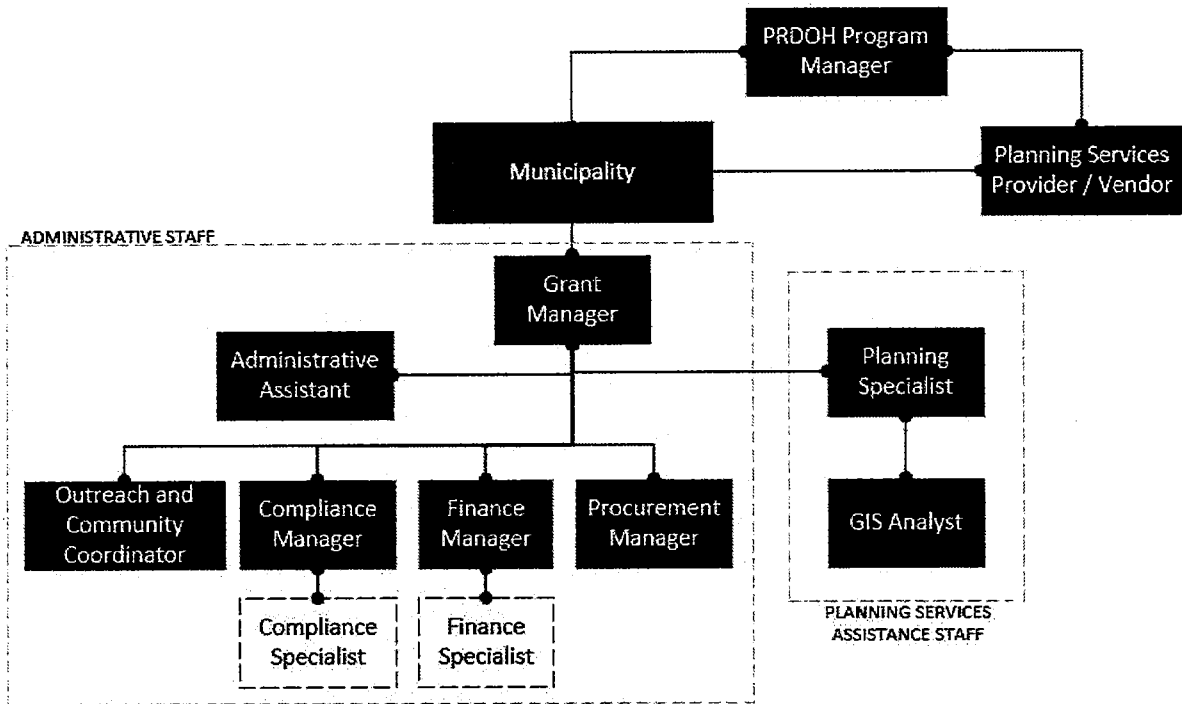 PRDOH Program
Manager
Municipality
Planning Services
Provider / Vendor
ADMINISTRATIVE STAFF
Grant
Manager
Administrative
Assistant
Planning
Specialist
Outreach and
Community
Coordinator
Compliance
Manager
Finance
Manager
Procurement
Manager
GIS Analyst
Compliance
Specialist
Finance
Specialist
PLANNING SERVICES
ASSISTANCE STAFF